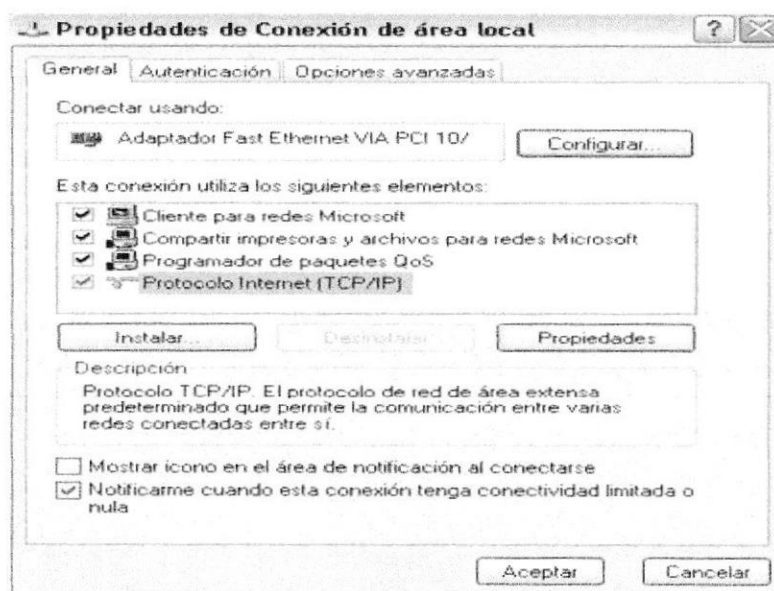 Propiedades de Conexión de área local
General Autenticación Opciones avanzadas
Conectar usando:
Adaptador Fast Ethernet VIA PCI 10/ Configurar...
Esta conexión utiliza los siguientes elementos:
Cliente para redes Microsoft
Compartir impresoras y archivos para redes Microsoft
Programador de paquetes QoS
Protocolo Internet (TCP/IP)
Instalar... Desinstalar Propiedades
Descripción
Protocolo TCP/IP. El protocolo de red de área extensa
predeterminado que permite la comunicación entre varias
redes conectadas entre sí.
Mostrar icono en el área de notificación al conectarse
Notificarme cuando esta conexión tenga conectividad limitada o
nula
Aceptar Cancelar